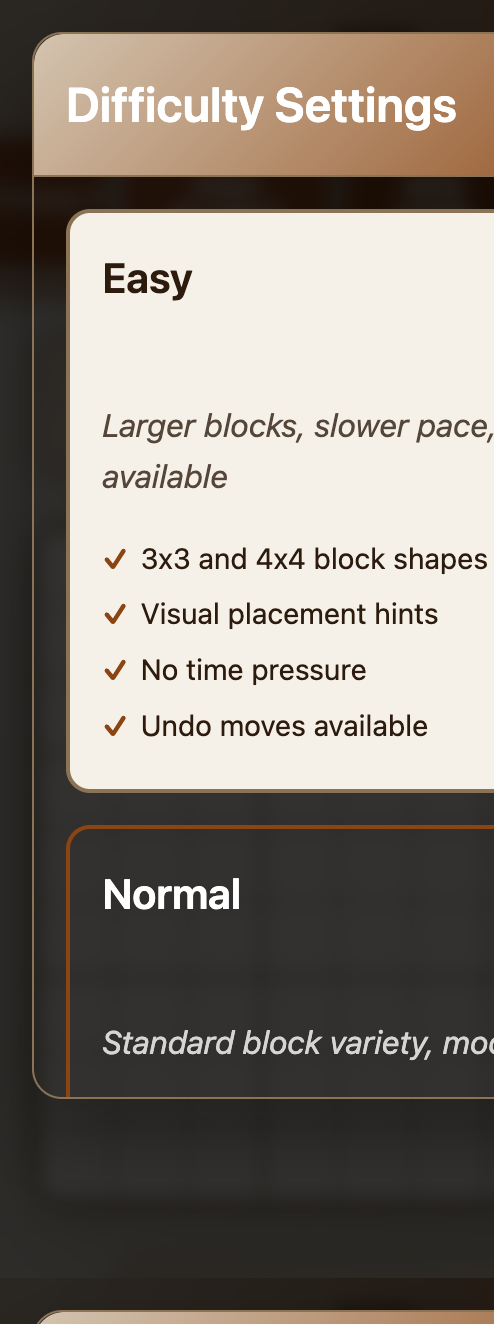 Difficulty Settings
Easy
Larger blocks, slower pace,
available
3x3 and 4x4 block shapes
Visual placement hints
No time pressure
Undo moves available
Normal
Standard block variety,